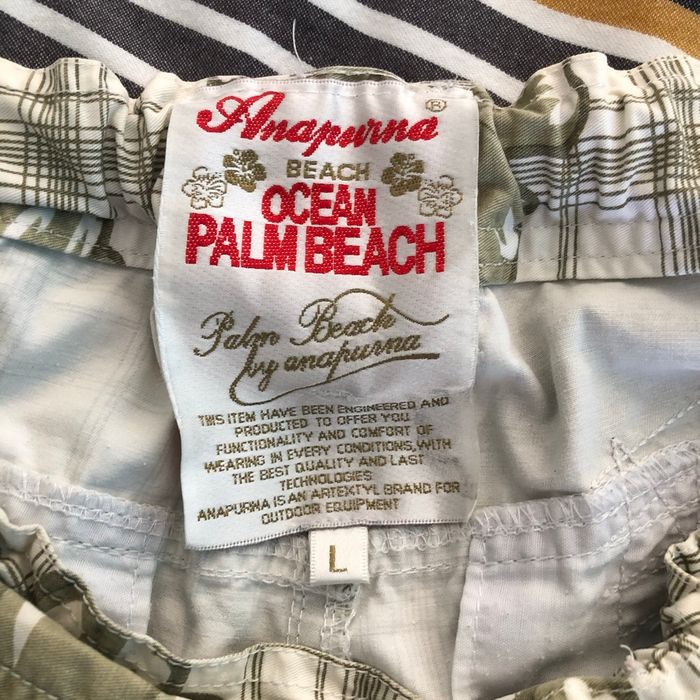 Anapurna ®
BEACH
OCEAN
PALM BEACH
Palm Beach
by anapurna
THIS ITEM HAVE BEEN ENGINEERED AND
PRODUCTED TO OFFER YOU
FUNCTIONALITY AND COMFORT OF
WEARING IN EVERY CONDITIONS, WITH
THE BEST QUALITY AND LAST
TECHNOLOGIES
ANAPURNA IS AN ARTEKTYL BRAND FOR
OUTDOOR EQUIPMENT
L